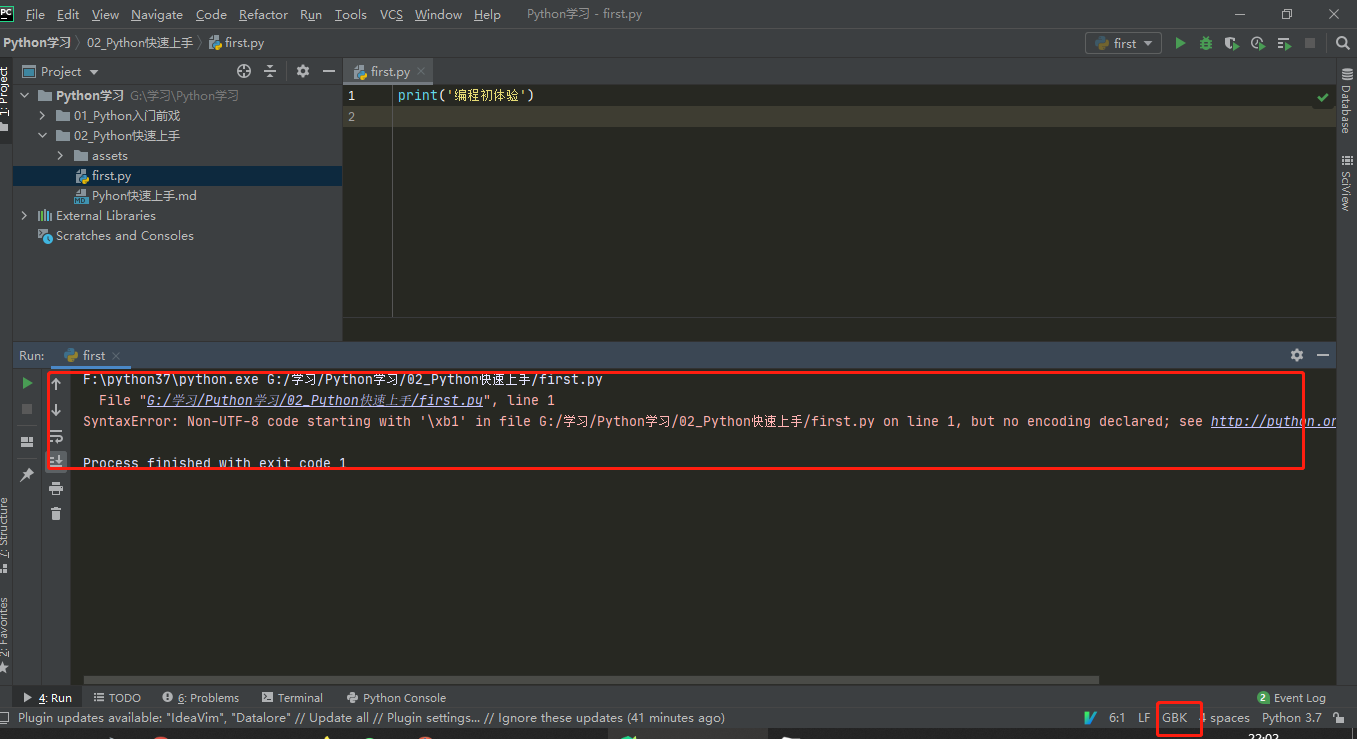 PC File Edit View Navigate Code Refactor Run Tools VCS Window Help Python学习 - first.py
Python学习 02_Python快速上手 first.py first
Project first.py
1: Project
Python学习 G:\学习\Python学习
01_Python入门前戏
02_Python快速上手
assets
first.py
Pyhon快速上手.md
External Libraries
Scratches and Consoles
1 print('编程初体验')
2
Database
SciView
Run: first
F:\python37\python.exe G:/学习/Python学习/02_Python快速上手/first.py
File "G:/学习/Python学习/02_Python快速上手/first.py", line 1
SyntaxError: Non-UTF-8 code starting with '\xb1' in file G:/学习/Python学习/02_Python快速上手/first.py on line 1, but no encoding declared; see http://python.or
Process finished with exit code 1
7: Structure
2: Favorites
4: Run TODO 6: Problems Terminal Python Console 2 Event Log
Plugin updates available: "IdeaVim", "Datalore" // Update all // Plugin settings... // Ignore these updates (41 minutes ago) 6:1 LF GBK 4 spaces Python 3.7
22:02